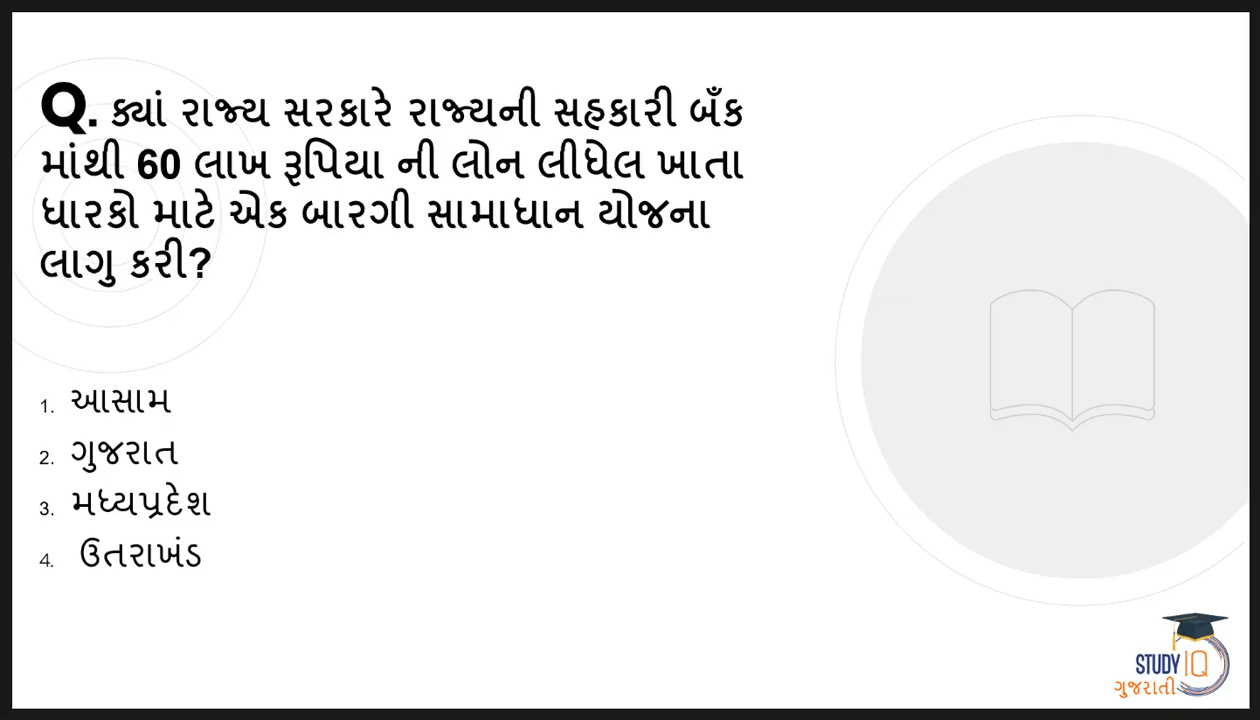 Q. ક્યાં રાજ્ય સરકારે રાજ્યની સહકારી બઁક
માંથી 60 લાખ રૂપિયા ની લોન લીધેલ ખાતા
ધારકો માટે એક બારગી સામાધાન યોજના
લાગુ કરી?
1. આસામ
2. ગુજરાત
3. મધ્યપ્રદેશ
4. ઉતરાખંડ
STUDY IQ
ગુજરાતી